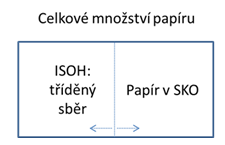 Celkové množství papíru
ISOH:
tříděný
sběr
Papír v SKO